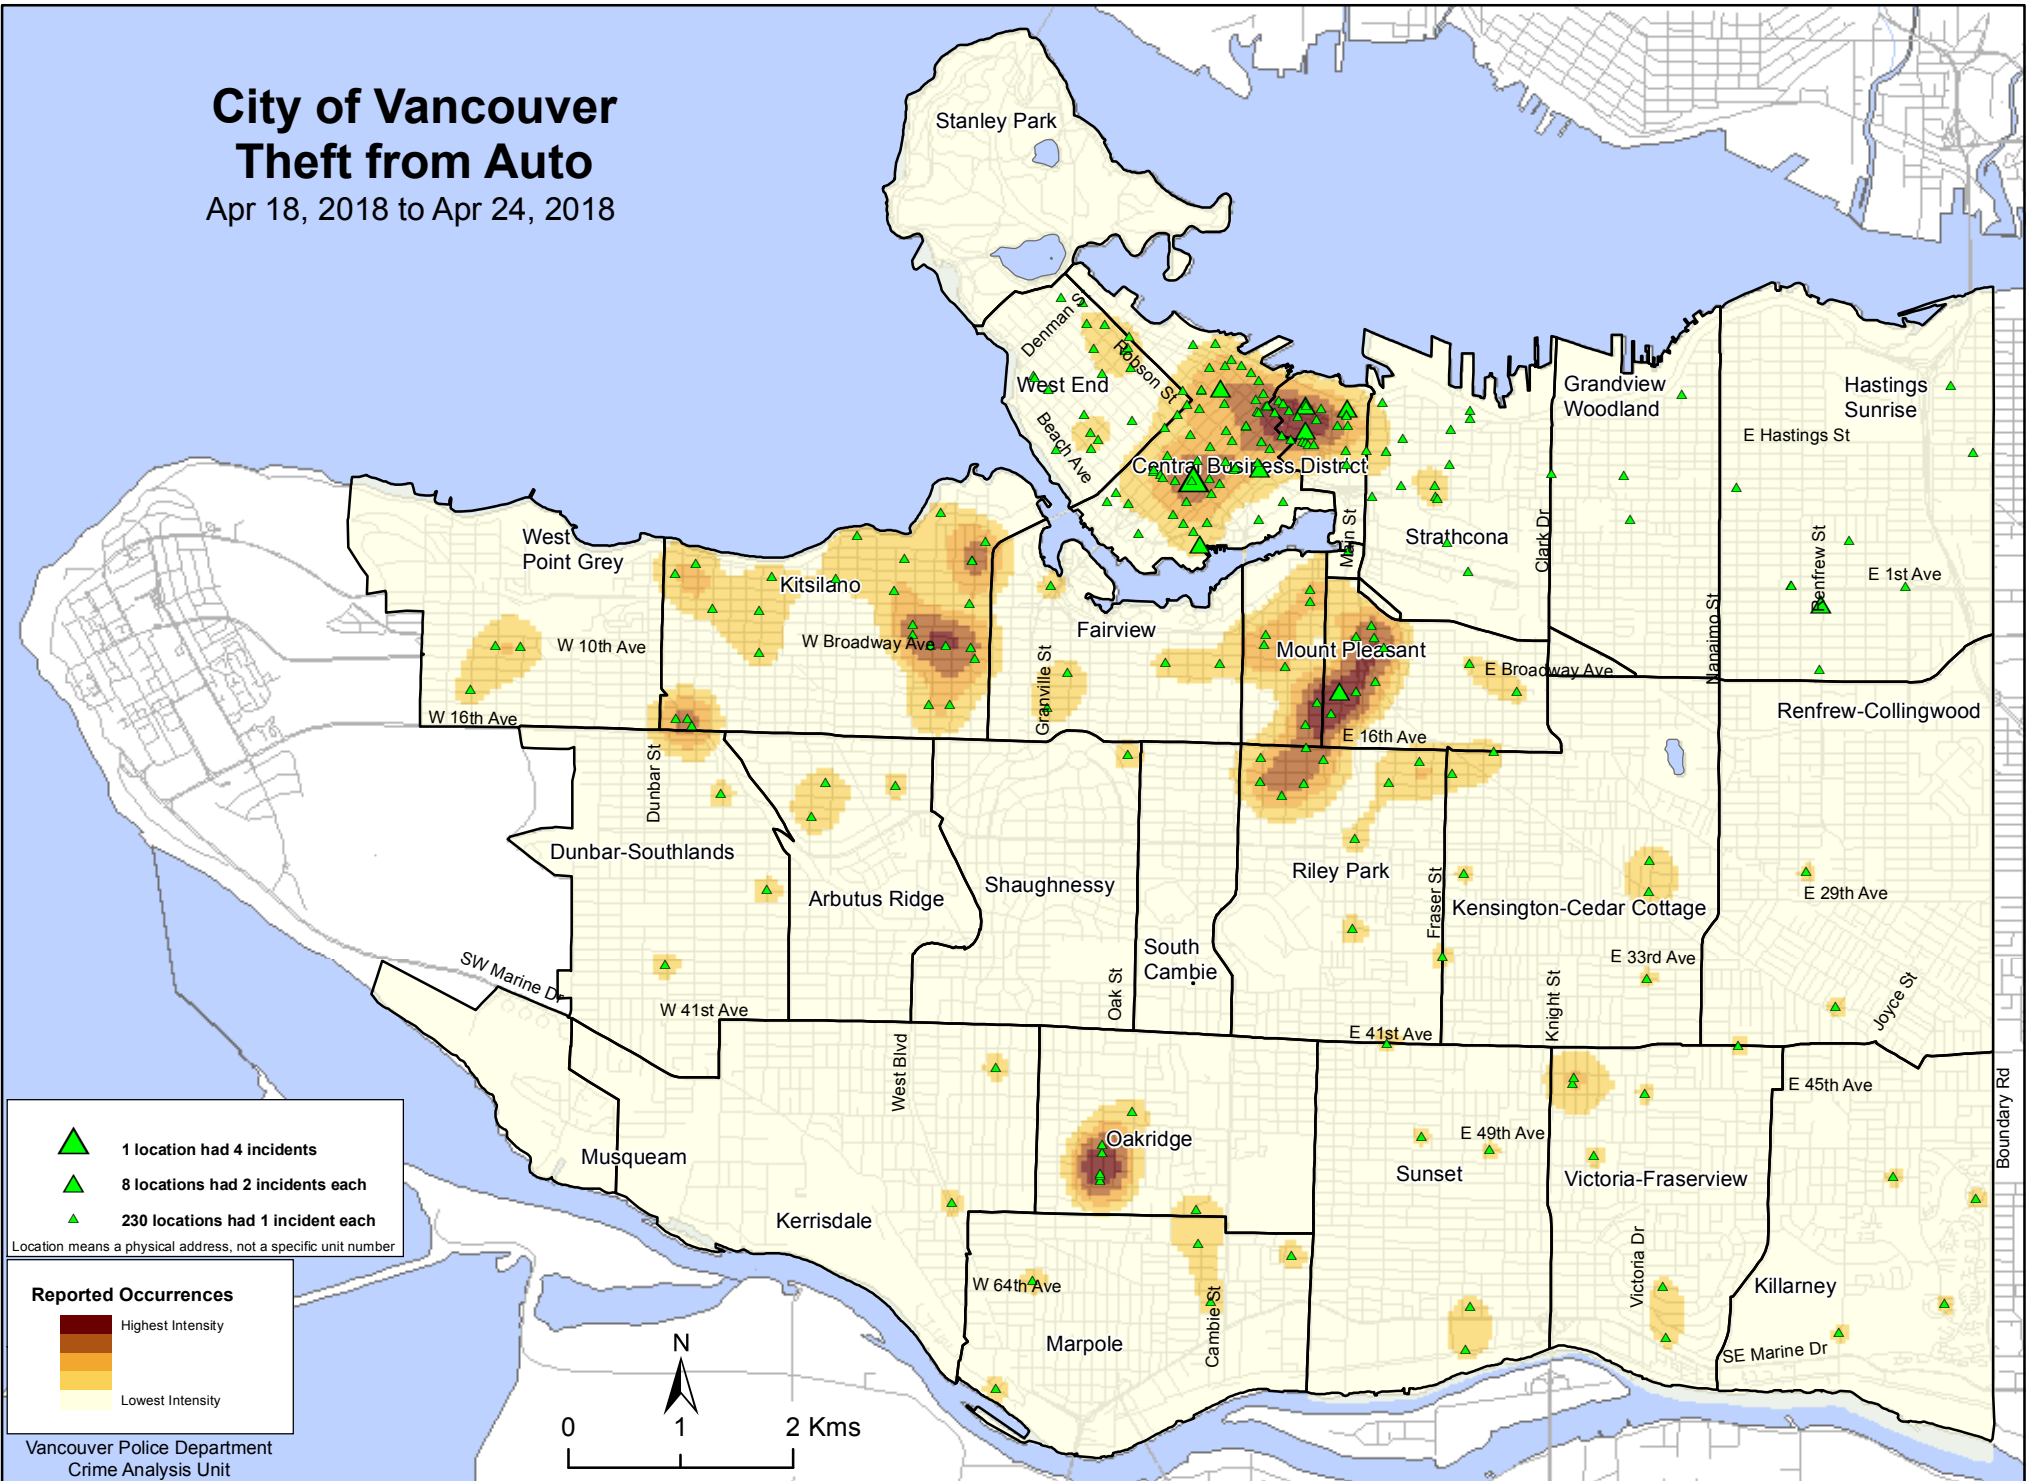 City of Vancouver
Theft from Auto
Apr 18, 2018 to Apr 24, 2018
Stanley Park
Denman St
Robson St
West End
Beach Ave
Central Business District
Grandview
Woodland
Hastings
Sunrise
E Hastings St
West
Point Grey
Kitsilano
Main St
Strathcona
Clark Dr
Renfrew St
E 1st Ave
Nanaimo St
W 10th Ave
W Broadway Ave
Fairview
Granville St
Mount Pleasant
E Broadway Ave
W 16th Ave
E 16th Ave
Renfrew-Collingwood
Dunbar St
Dunbar-Southlands
Arbutus Ridge
Shaughnessy
Riley Park
Fraser St
Kensington-Cedar Cottage
E 29th Ave
South
Cambie
E 33rd Ave
SW Marine Dr
W 41st Ave
Oak St
Knight St
Joyce St
E 41st Ave
West Blvd
E 45th Ave
Boundary Rd
Musqueam
Oakridge
E 49th Ave
Sunset
Victoria-Fraserview
Kerrisdale
W 64th Ave
Cambie St
Victoria Dr
Killarney
Marpole
SE Marine Dr
1 location had 4 incidents
8 locations had 2 incidents each
230 locations had 1 incident each
Location means a physical address, not a specific unit number
Reported Occurrences
Highest Intensity
Lowest Intensity
Vancouver Police Department
Crime Analysis Unit
N
0 1 2 Kms